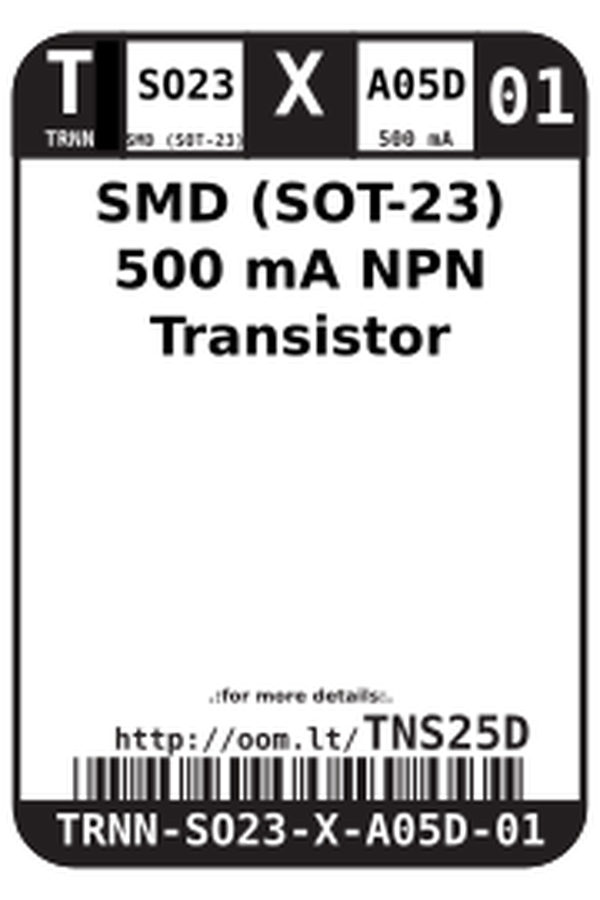 T SO23 X A05D 01
TRNN SMD (SOT-23) 500 mA
SMD (SOT-23)
500 mA NPN
Transistor
.:for more details:.
http://oom.lt/TNS25D
TRNN-SO23-X-A05D-01